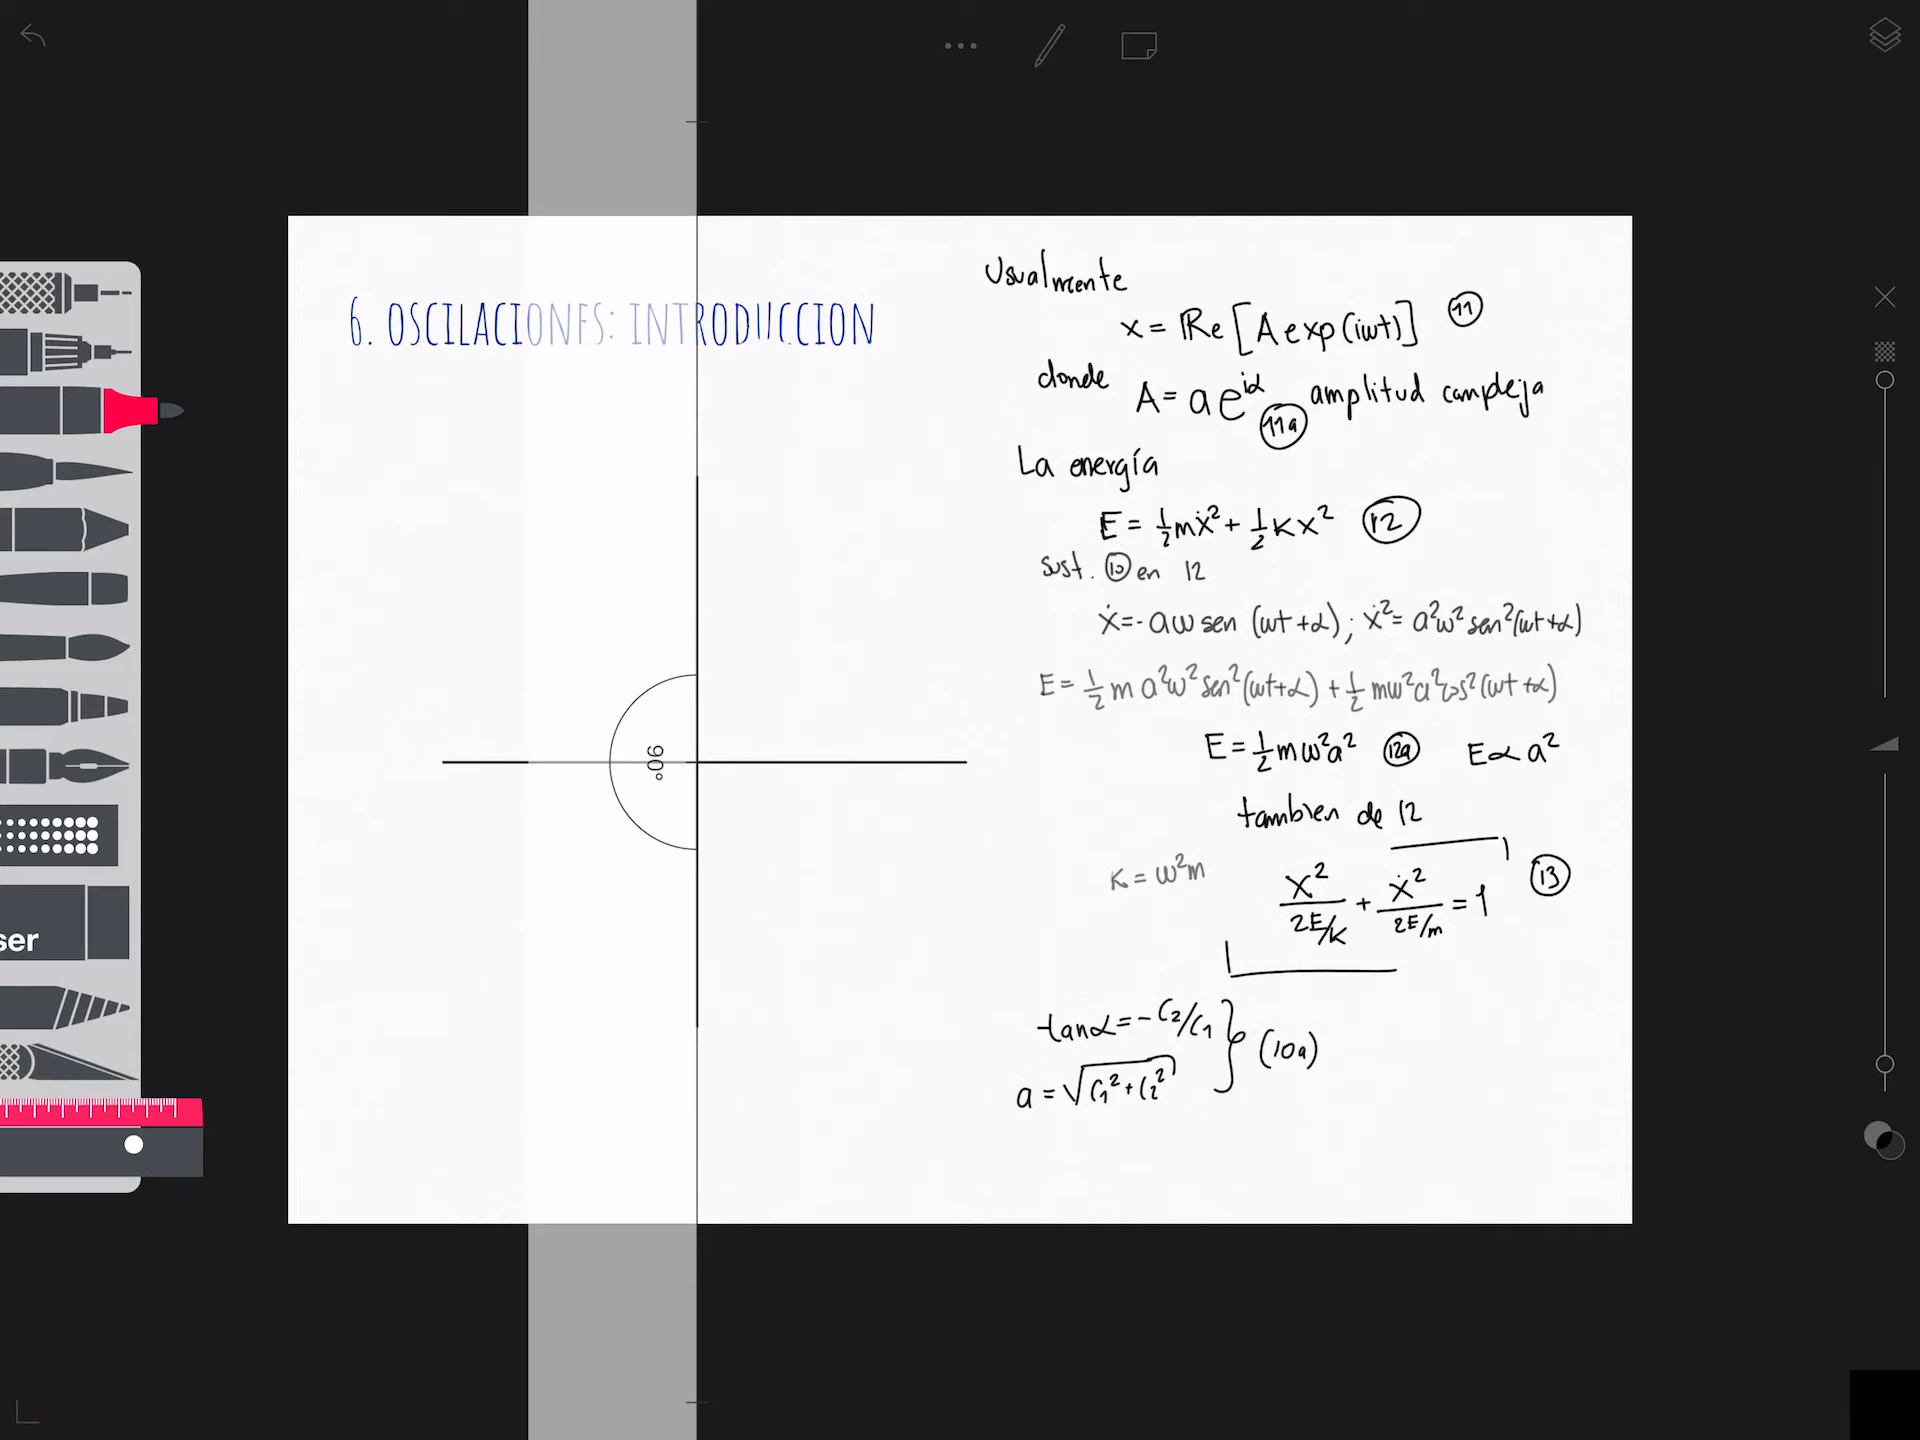 6. OSCILACIONES: INTRODUCCION
90°
ser
Usualmente
x = Re [A exp(iωt)] (11)
donde A = a e^{iα} (11a) amplitud compleja
La energía
E = ½mẋ² + ½Kx² (12)
sust. (10) en 12
ẋ = -aω sen (ωt+α); ẋ² = a²ω² sen²(ωt+α)
E = ½ m a²ω² sen²(ωt+α) + ½ mω²a² cos²(ωt+α)
E = ½mω²a² (12a) E∝a²
tambien de 12
K = ω²m
x²/(2E/K) + ẋ²/(2E/m) = 1 (13)
tanα = -C₂/C₁
a = √(C₁² + C₂²) } (10a)